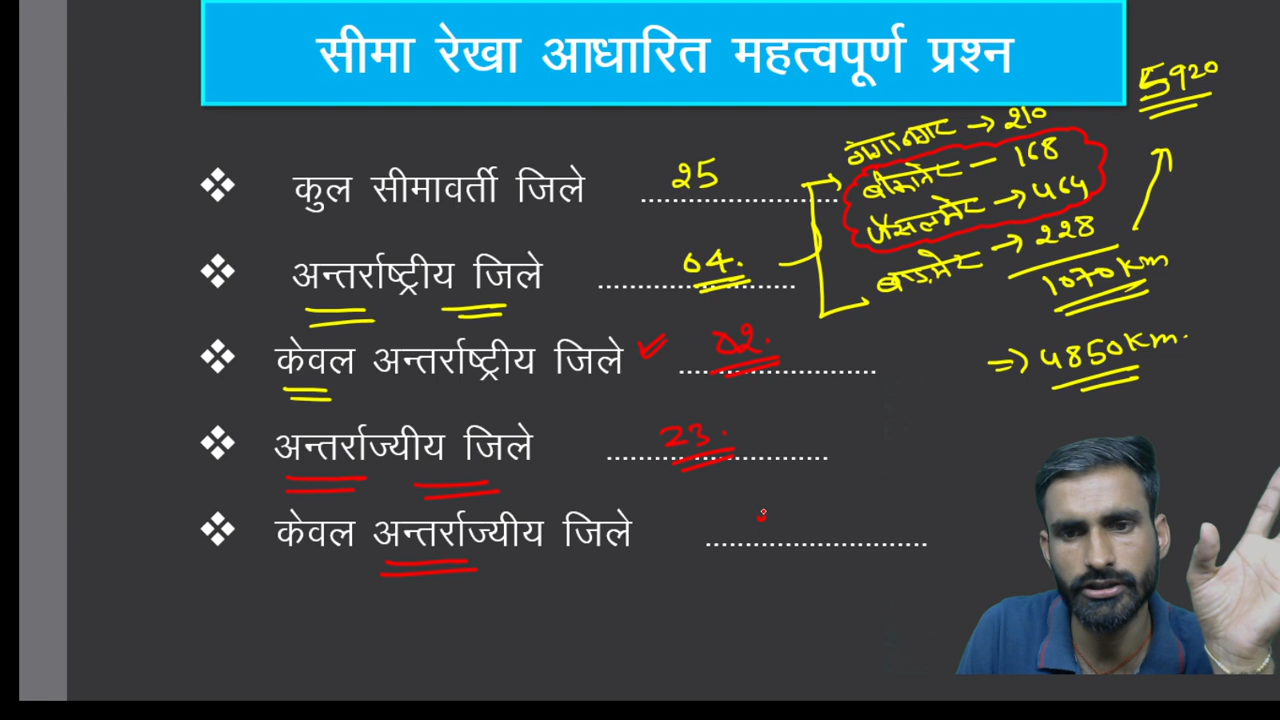 सीमा रेखा आधारित महत्वपूर्ण प्रश्न
5920
❖ कुल सीमावर्ती जिले 25
→ 210
बीकानेर – 168
जैसलमेर → 464
बाड़मेर → 228
1070 km
❖ अन्तर्राष्ट्रीय जिले 04.
❖ केवल अन्तर्राष्ट्रीय जिले ✓ 02.
⇒ 4850 km.
❖ अन्तर्राज्यीय जिले 23.
❖ केवल अन्तर्राज्यीय जिले